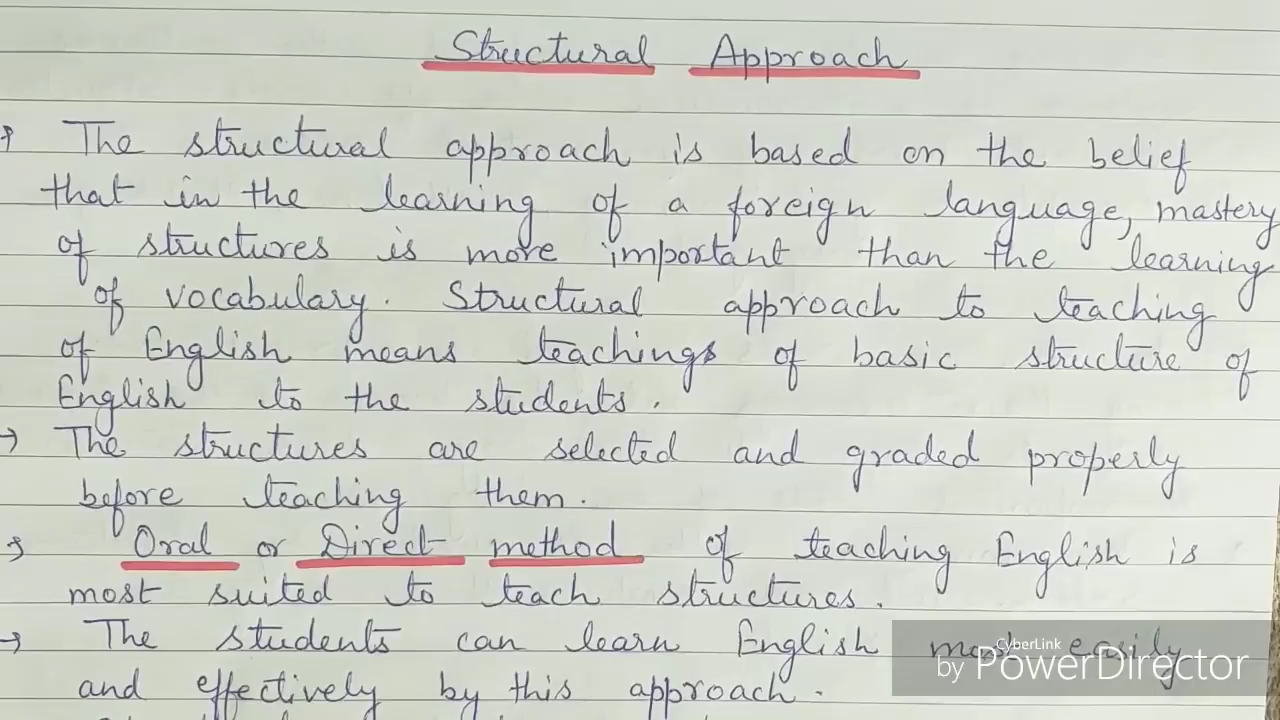 Structural Approach
→ The structural approach is based on the belief
that in the learning of a foreign language, mastery
of structures is more important than the learning
of vocabulary. Structural approach to teaching
of English means teachings of basic structure of
English to the students.
→ The structures are selected and graded properly
before teaching them.
→ Oral or Direct method of teaching English is
most suited to teach structures.
→ The students can learn English most easily
and effectively by this approach.
CyberLink
by PowerDirector